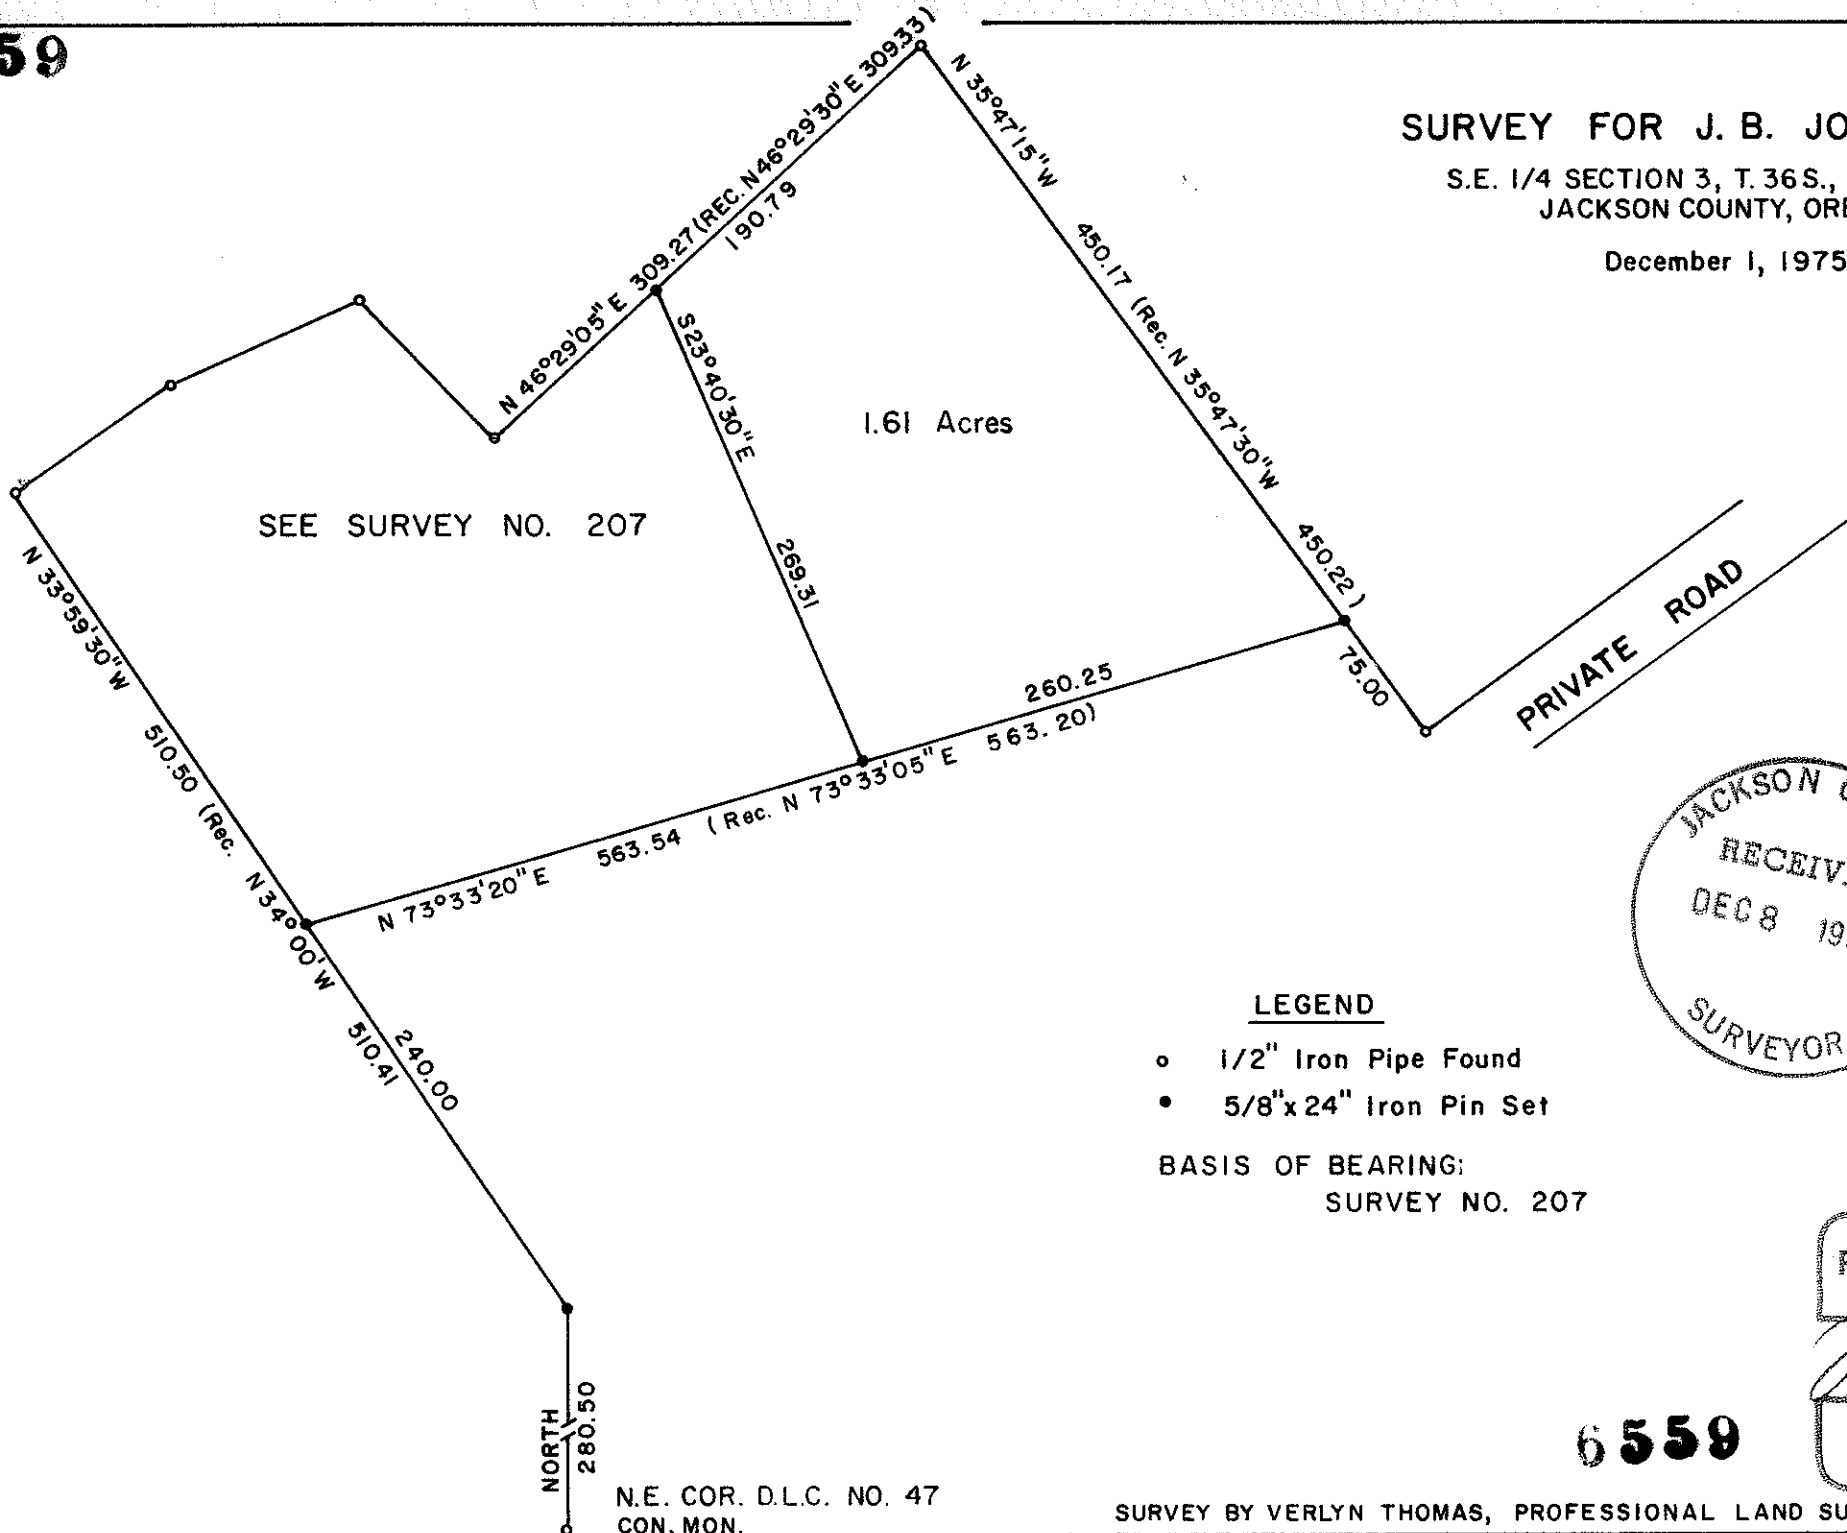 59
SURVEY FOR J. B. JO
S.E. 1/4 SECTION 3, T. 36S.,
JACKSON COUNTY, ORE
December 1, 1975
N 46°29'05" E 309.27 (REC. N46°29'30" E 309.33)
190.79
N 35°47'15" W
450.17 (Rec. N 35°47'30" W 450.22)
75.00
S23°40'30" E
269.31
1.61 Acres
SEE SURVEY NO. 207
N 33°59'30" W 510.50 (Rec. N34°00' W 510.41
240.00
260.25
N 73°33'20" E 563.54 (Rec. N 73°33'05" E 563.20)
PRIVATE ROAD
JACKSON
RECEIV
DEC 8 19
SURVEYOR
LEGEND
1/2" Iron Pipe Found
5/8"x24" Iron Pin Set
BASIS OF BEARING:
SURVEY NO. 207
NORTH
280.50
6559
N.E. COR. D.L.C. NO. 47
CON. MON.
SURVEY BY VERLYN THOMAS, PROFESSIONAL LAND SU